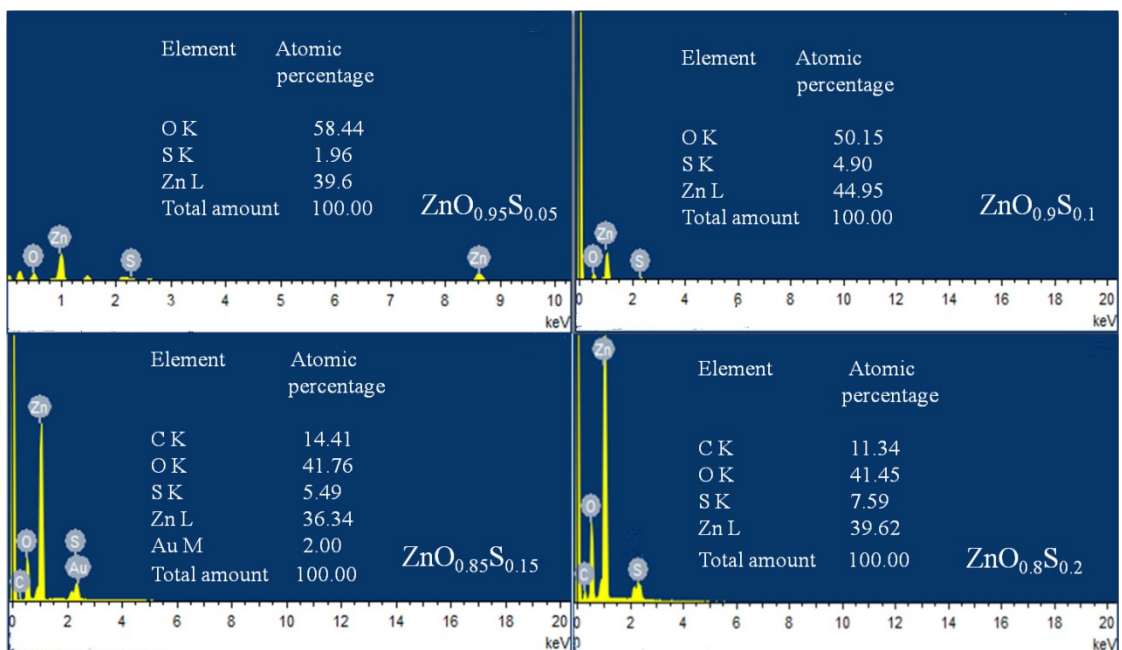 Element Atomic
percentage
O K 58.44
S K 1.96
Zn L 39.6
Total amount 100.00
ZnO0.95S0.05
O Zn S Zn
1 2 3 4 5 6 7 8 9 10
keV
Element Atomic
percentage
O K 50.15
S K 4.90
Zn L 44.95
Total amount 100.00
ZnO0.9S0.1
Zn
O S
0 2 4 6 8 10 12 14 16 18 20
keV
Element Atomic
percentage
C K 14.41
O K 41.76
S K 5.49
Zn L 36.34
Au M 2.00
Total amount 100.00
ZnO0.85S0.15
Zn
O S
C Au
0 2 4 6 8 10 12 14 16 18 20
keV
Element Atomic
percentage
C K 11.34
O K 41.45
S K 7.59
Zn L 39.62
Total amount 100.00
ZnO0.8S0.2
Zn
O
C S
0 2 4 6 8 10 12 14 16 18 20
keV